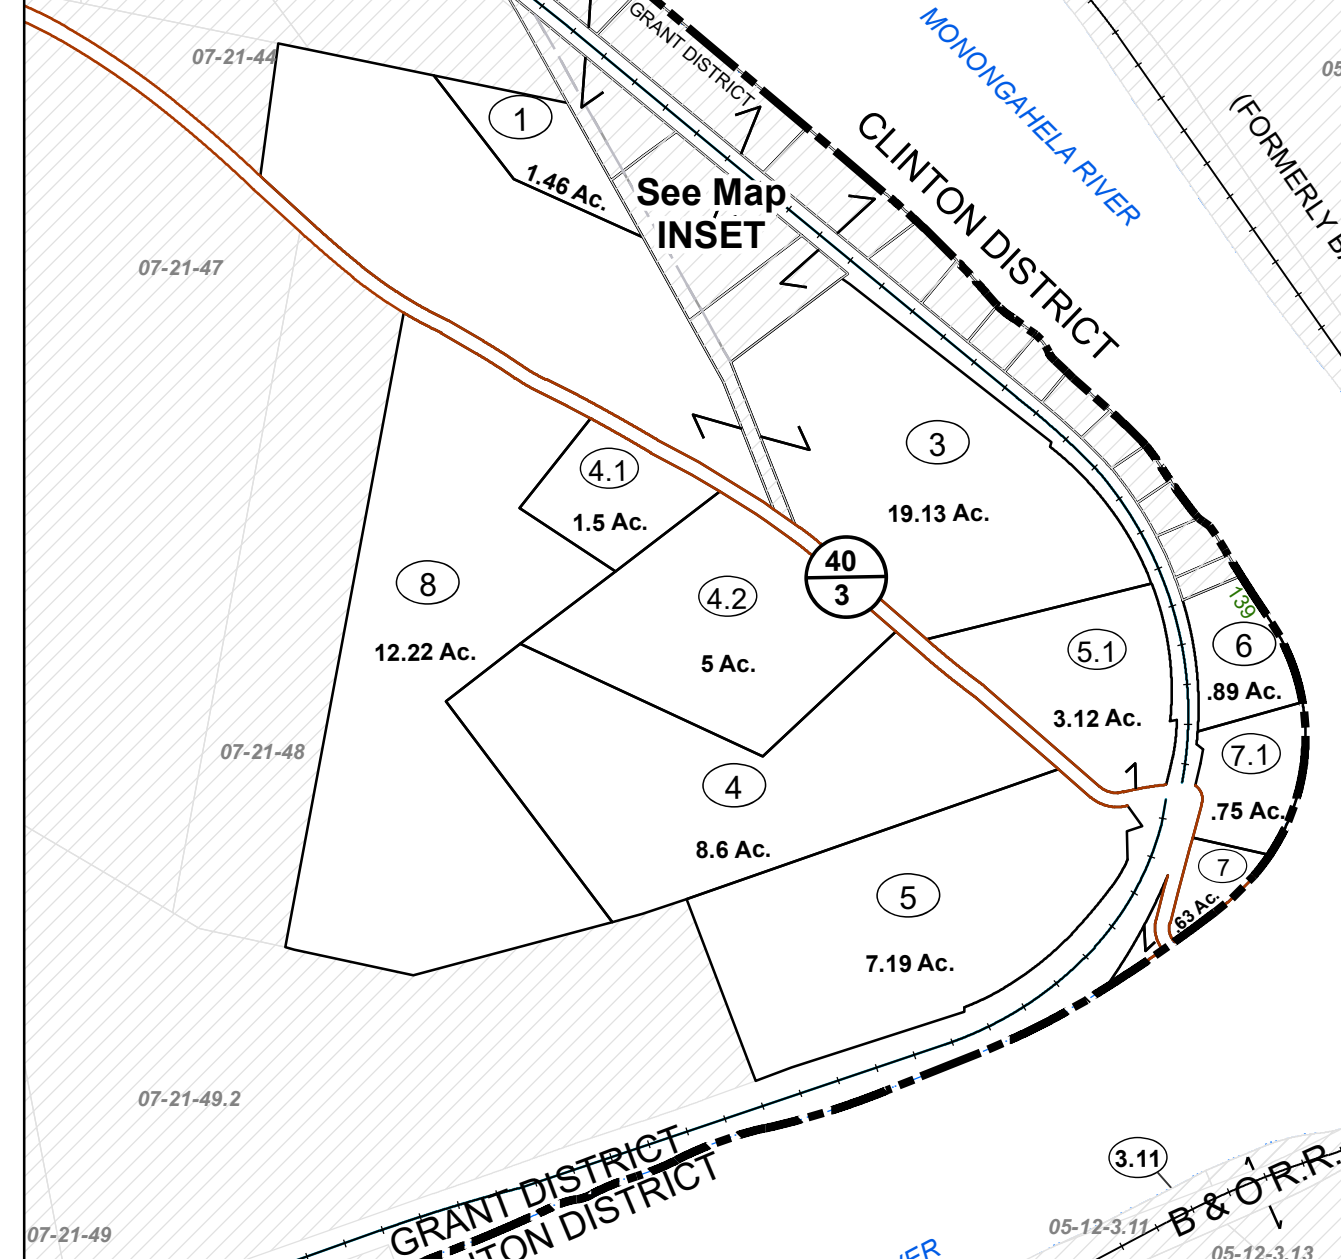 GRANT DISTRICT
MONONGAHELA RIVER
CLINTON DISTRICT
(FORMERLY
07-21-44
1
1.46 Ac.
See Map
INSET
07-21-47
3
19.13 Ac.
4.1
1.5 Ac.
40
3
8
12.22 Ac.
4.2
5 Ac.
139
6
.89 Ac.
5.1
3.12 Ac.
7.1
.75 Ac.
07-21-48
4
8.6 Ac.
7
.63 Ac.
5
7.19 Ac.
07-21-49.2
GRANT DISTRICT
NTON DISTRICT
3.11
B & O R.R.
05-12-3.11
05-12-3.13
07-21-49
VER